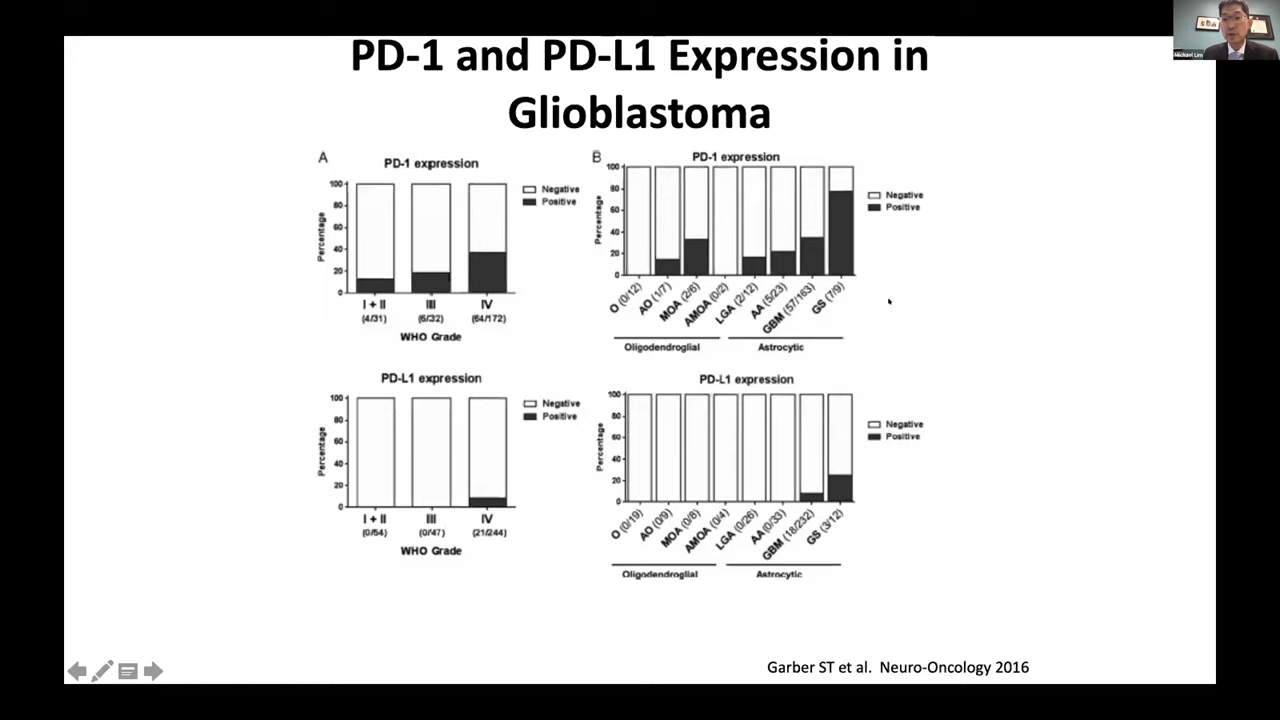 PD-1 and PD-L1 Expression in
Glioblastoma
A
PD-1 expression
100
80
60
40
20
0
Percentage
Negative
Positive
I + II
III
IV
(4/31)
(6/32)
(64/172)
WHO Grade
B
PD-1 expression
100
80
60
40
20
0
Percentage
Negative
Positive
O (0/12)
AO (1/7)
MOA (2/6)
AMOA (0/2)
LGA (2/12)
AA (5/23)
GBM (57/163)
GS (7/9)
Oligodendroglial
Astrocytic
PD-L1 expression
100
80
60
40
20
0
Percentage
Negative
Positive
I + II
III
IV
(0/54)
(0/47)
(21/244)
WHO Grade
PD-L1 expression
100
80
60
40
20
0
Percentage
Negative
Positive
O (0/19)
AO (0/9)
MOA (0/8)
AMOA (0/4)
LGA (0/26)
AA (0/33)
GBM (18/232)
GS (3/12)
Oligodendroglial
Astrocytic
Garber ST et al. Neuro-Oncology 2016
Michael Lim